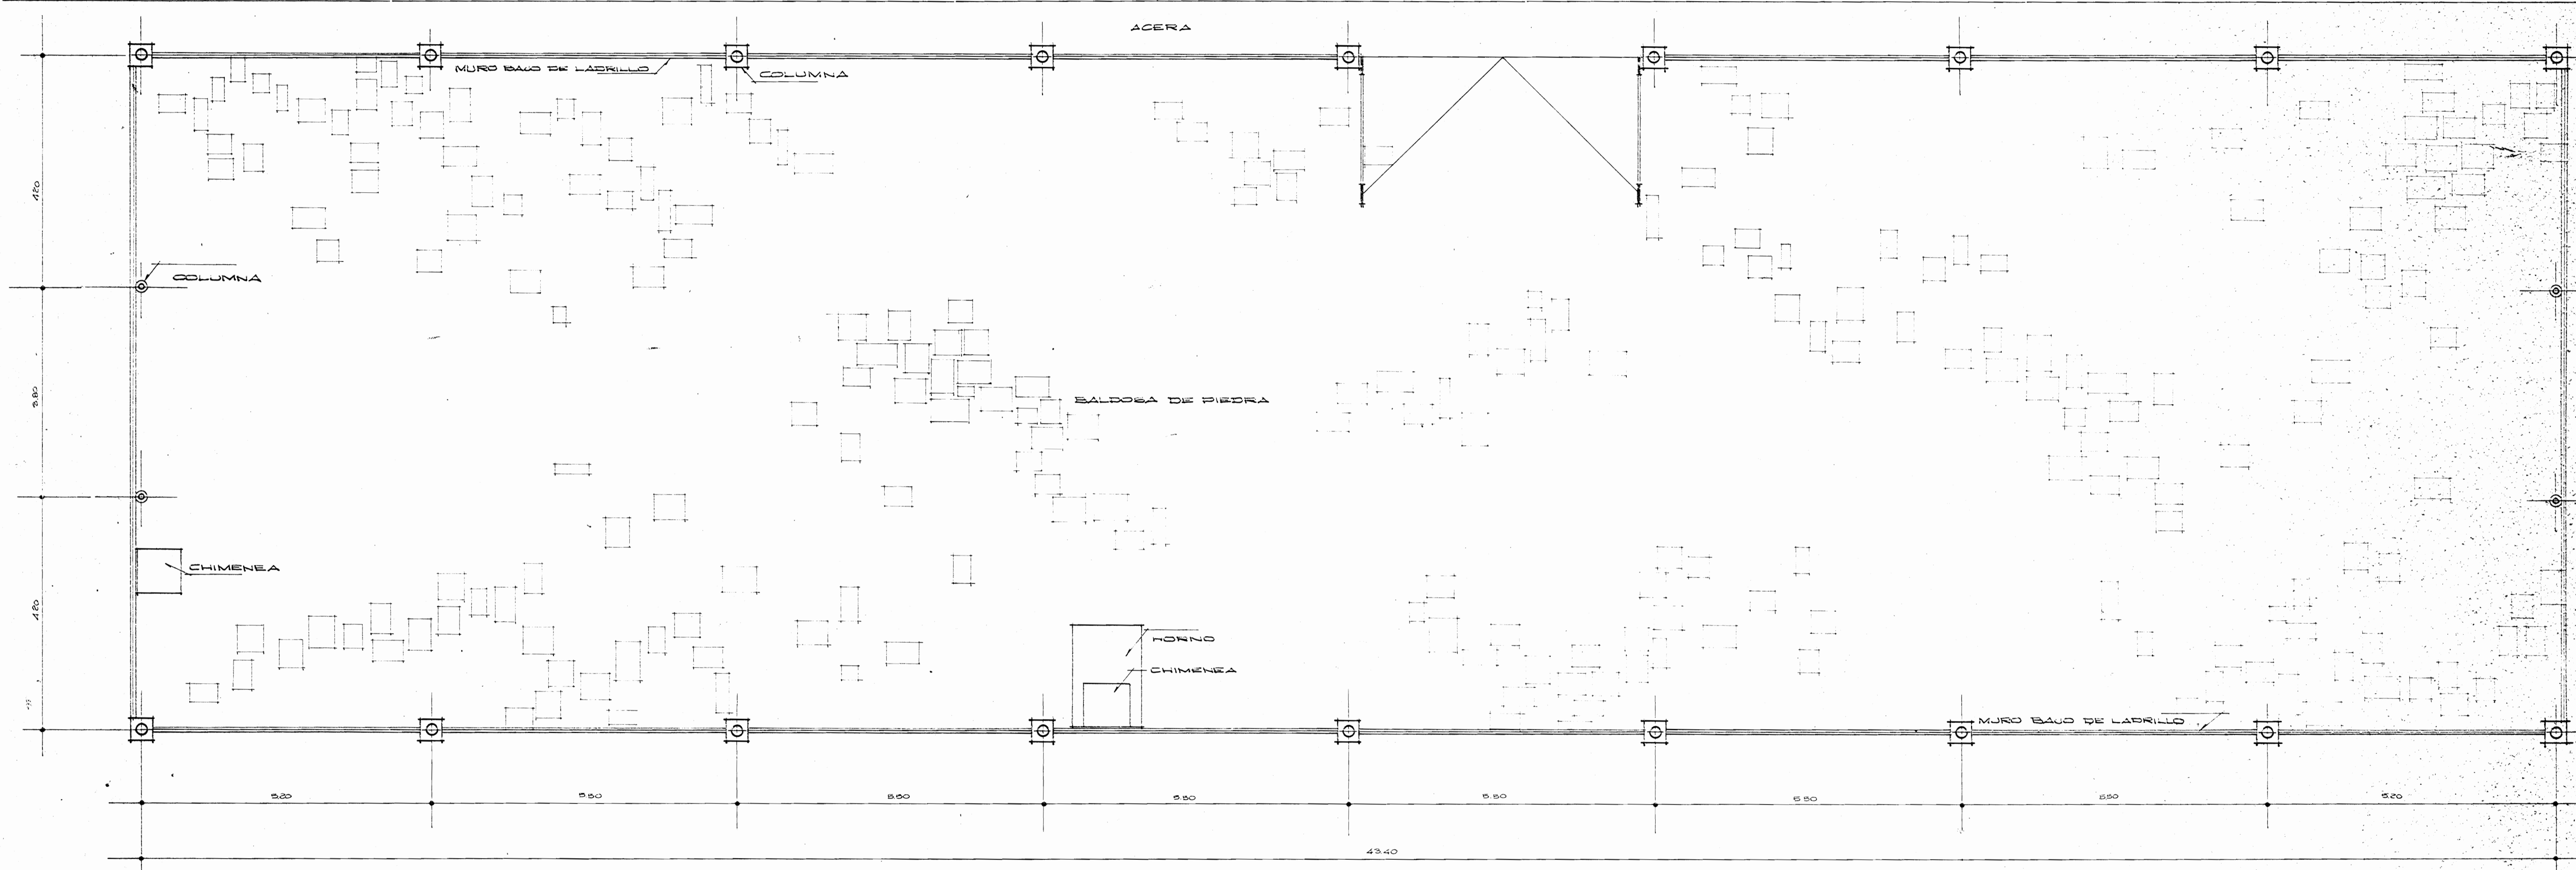 ACERA
MURO BAJO DE LADRILLO
COLUMNA
4.20
COLUMNA
3.80
BALDOSA DE PIEDRA
CHIMENEA
4.20
HORNO
CHIMENEA
MURO BAJO DE LADRILLO
5.20
5.50
5.50
5.50
5.50
5.50
5.50
5.20
43.40